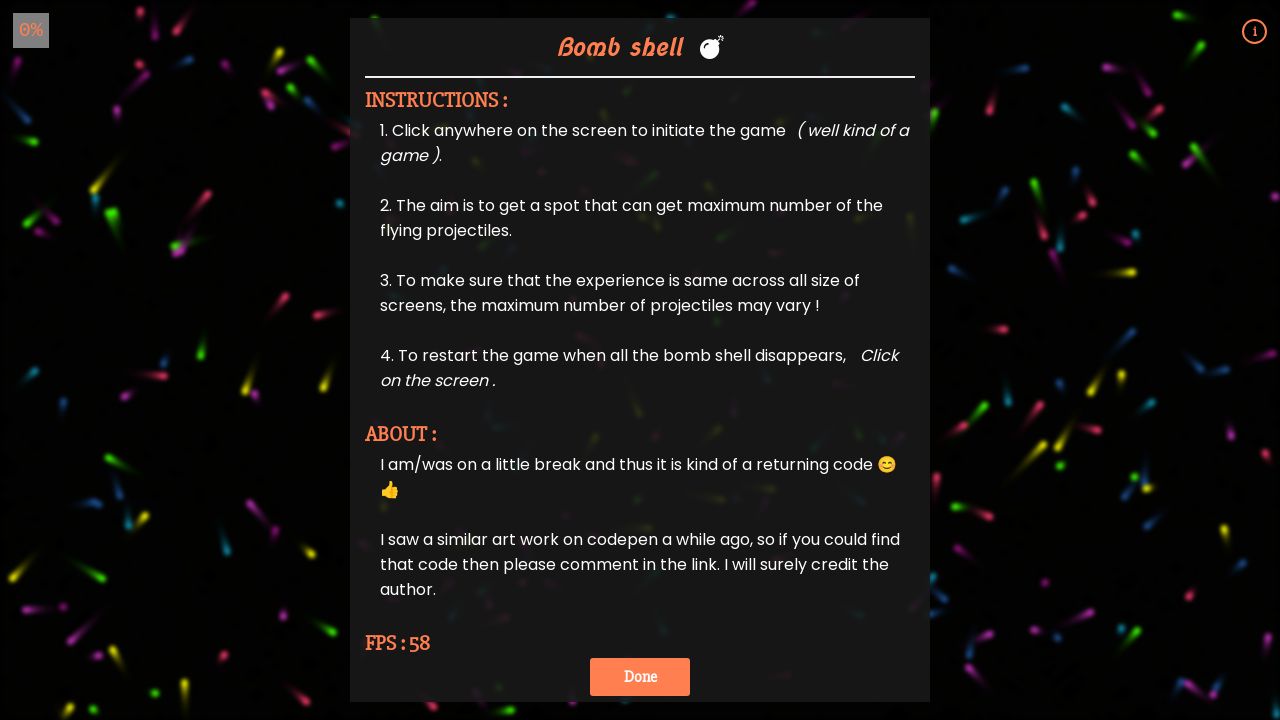 0%
i
Bomb shell 💣
INSTRUCTIONS :
1. Click anywhere on the screen to initiate the game ( well kind of a
game ).
2. The aim is to get a spot that can get maximum number of the
flying projectiles.
3. To make sure that the experience is same across all size of
screens, the maximum number of projectiles may vary !
4. To restart the game when all the bomb shell disappears, Click
on the screen .
ABOUT :
I am/was on a little break and thus it is kind of a returning code 😊
👍
I saw a similar art work on codepen a while ago, so if you could find
that code then please comment in the link. I will surely credit the
author.
FPS : 58
Done